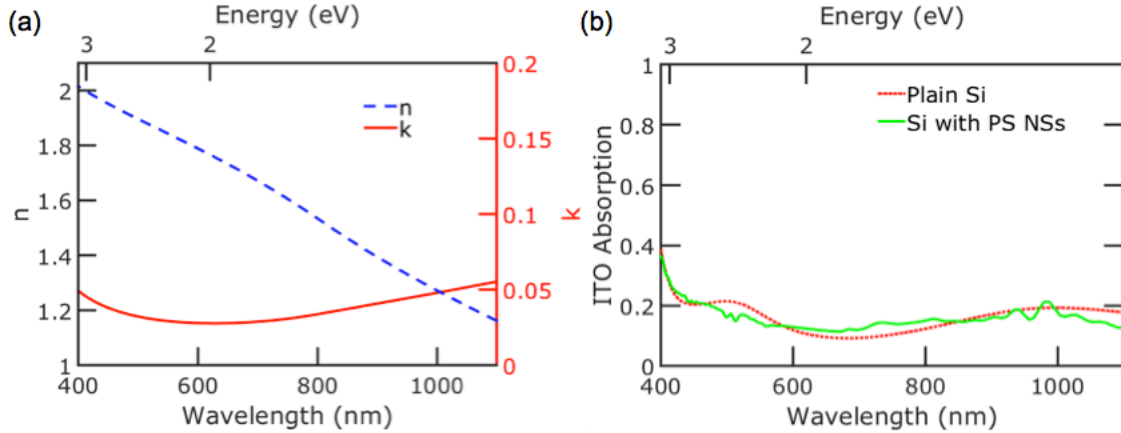 (a)
Energy (eV)
3 2
2
1.8
1.6
1.4
1.2
1
n
0.2
0.15
0.1
0.05
0
k
n
k
400 600 800 1000
Wavelength (nm)
(b)
Energy (eV)
3 2
1
0.8
0.6
0.4
0.2
0
ITO Absorption
Plain Si
Si with PS NSs
400 600 800 1000
Wavelength (nm)